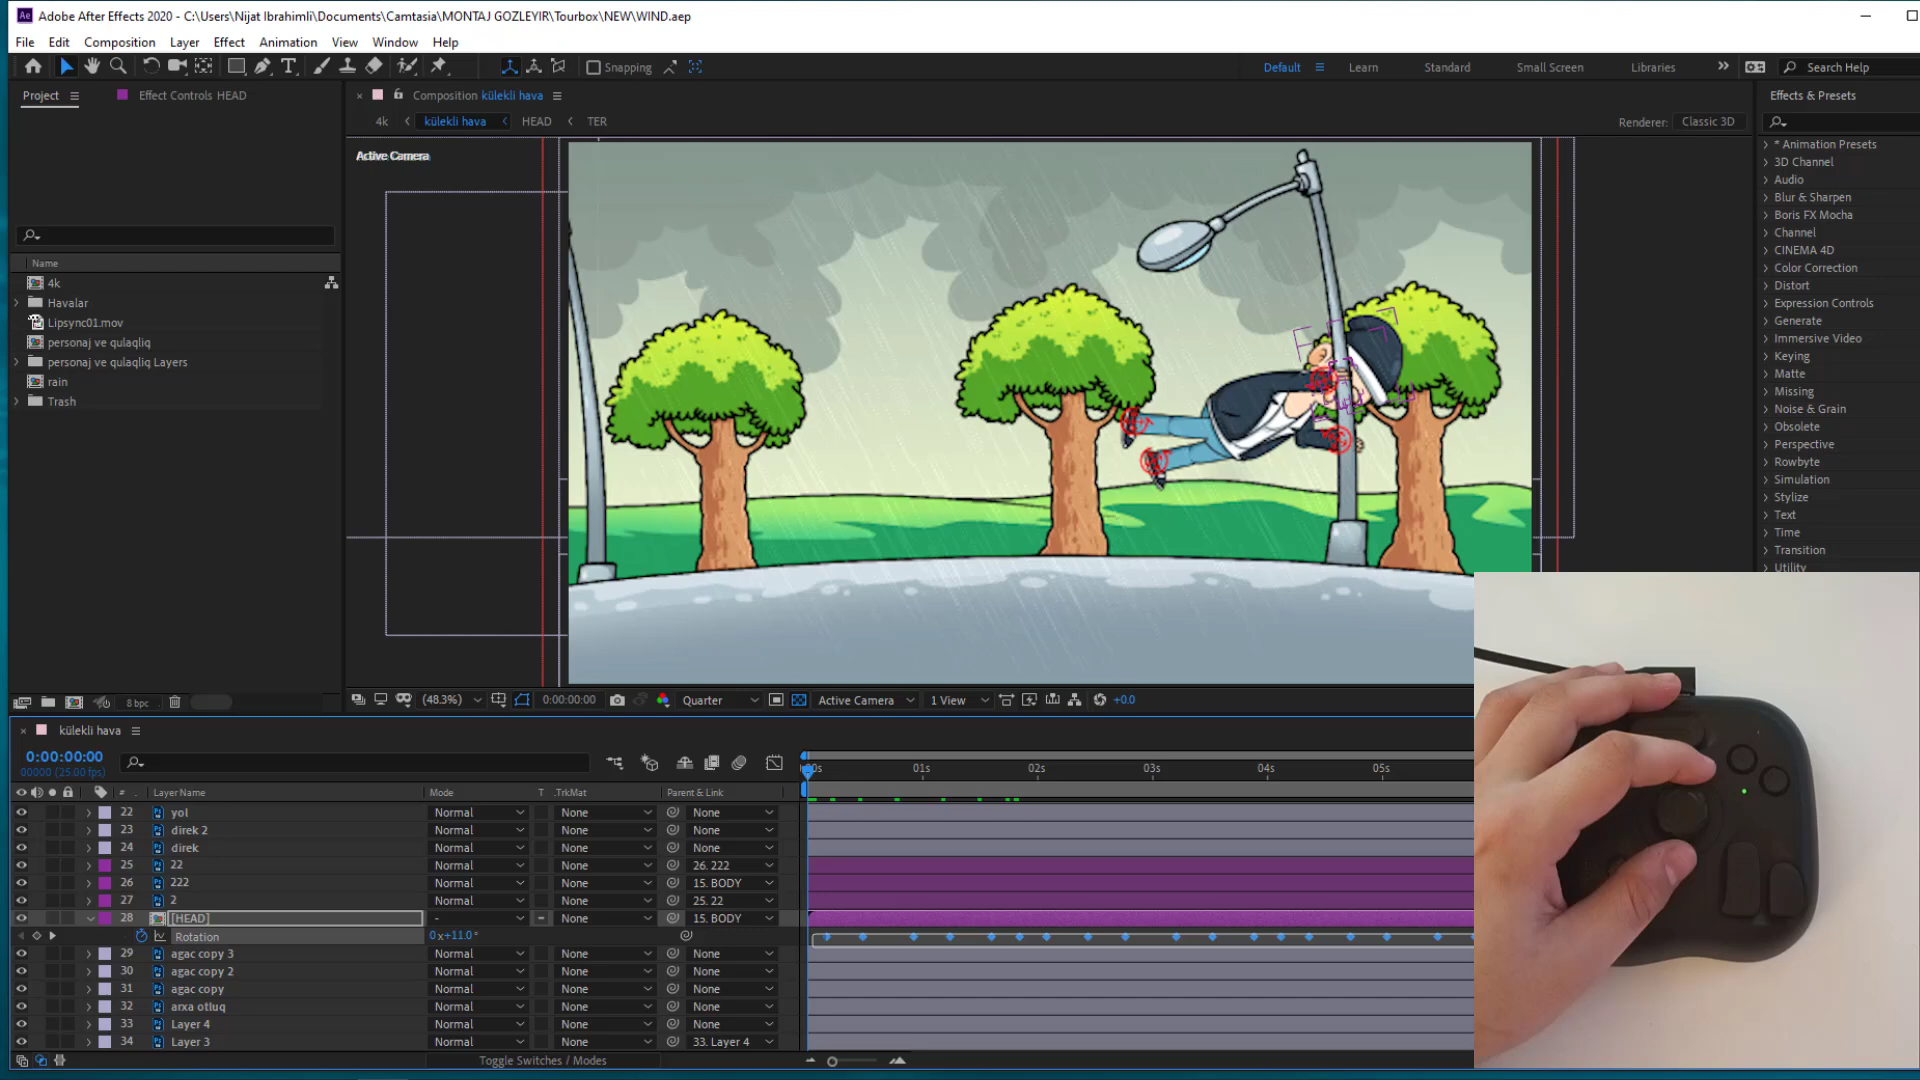 Adobe After Effects 2020 - C:\Users\Nijat Ibrahimli\Documents\Camtasia\MONTAJ GOZLEYIR\Tourbox\NEW\WIND.aep
File Edit Composition Layer Effect Animation View Window Help
Snapping Default Learn Standard Small Screen Libraries Search Help
Project Effect Controls HEAD Composition külekli hava Effects & Presets
4k külekli hava HEAD TER Renderer: Classic 3D
Active Camera
* Animation Presets
3D Channel
Audio
Blur & Sharpen
Boris FX Mocha
Channel
CINEMA 4D
Color Correction
Distort
Expression Controls
Generate
Immersive Video
Keying
Matte
Missing
Noise & Grain
Obsolete
Perspective
Rowbyte
Simulation
Stylize
Text
Time
Transition
Utility
Name
4k
Havalar
Lipsync01.mov
personaj ve qulaqliq
personaj ve qulaqliq Layers
rain
Trash
8 bpc (48.3%) 0:00:00:00 Quarter Active Camera 1 View +0.0
külekli hava
0:00:00:00
00000 (25.00 fps)
01s 02s 03s 04s 05s
# Layer Name Mode T .TrkMat Parent & Link
22 yol Normal None None
23 direk 2 Normal None None
24 direk Normal None None
25 22 Normal None 26. 222
26 222 Normal None 15. BODY
27 2 Normal None 25. 22
28 [HEAD] - None 15. BODY
Rotation 0x+11.0°
29 agac copy 3 Normal None None
30 agac copy 2 Normal None None
31 agac copy Normal None None
32 arxa otluq Normal None None
33 Layer 4 Normal None None
34 Layer 3 Normal None 33. Layer 4
Toggle Switches / Modes